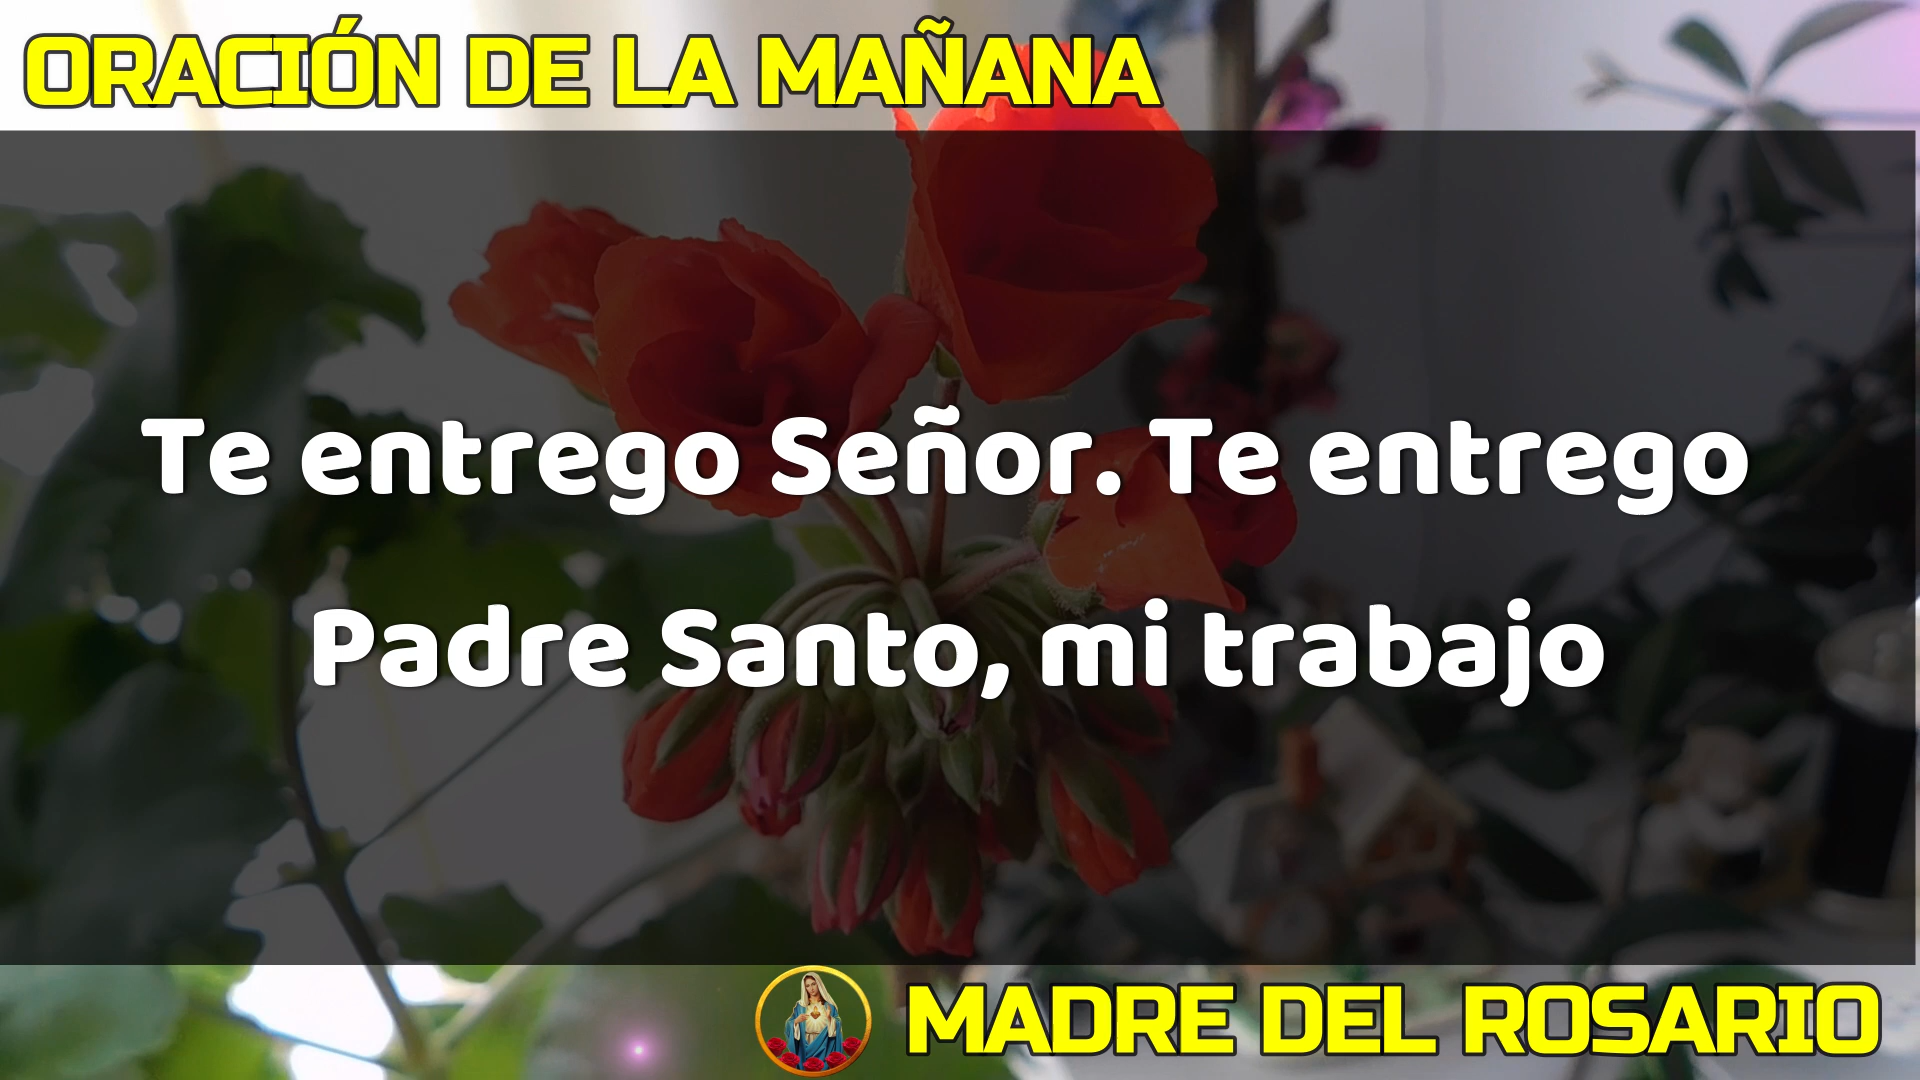 ORACIÓN DE LA MAÑANA
Te entrego Señor. Te entrego
Padre Santo, mi trabajo
MADRE DEL ROSARIO